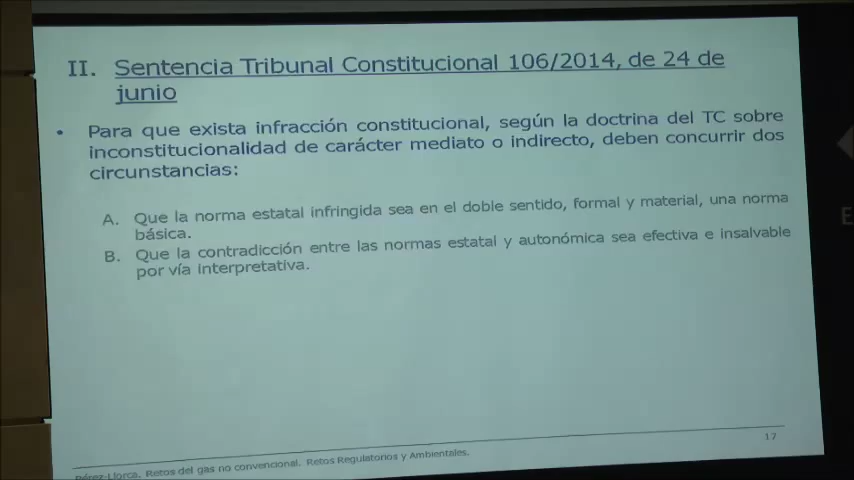 II. Sentencia Tribunal Constitucional 106/2014, de 24 de
junio
• Para que exista infracción constitucional, según la doctrina del TC sobre
inconstitucionalidad de carácter mediato o indirecto, deben concurrir dos
circunstancias:
A. Que la norma estatal infringida sea en el doble sentido, formal y material, una norma
básica.
B. Que la contradicción entre las normas estatal y autonómica sea efectiva e insalvable
por vía interpretativa.
17
Pérez-Llorca. Retos del gas no convencional. Retos Regulatorios y Ambientales.
E